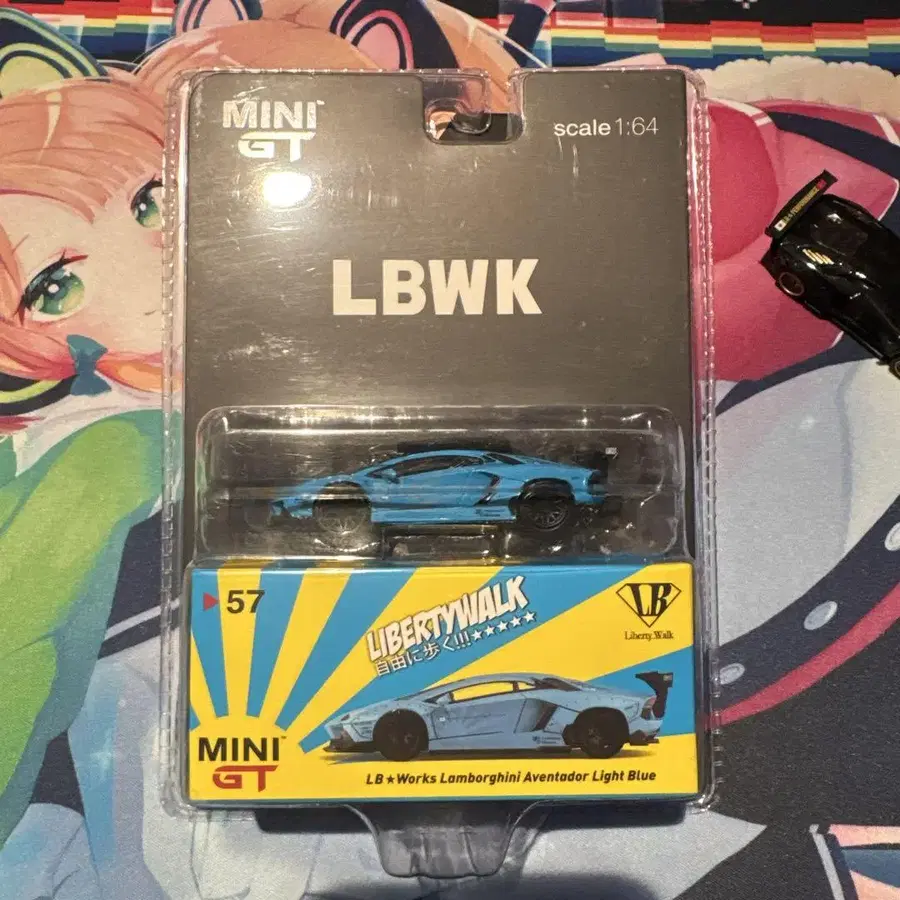 MINI
GT
scale 1:64
LBWK
57
LIBERTYWALK
自由に歩く!!!★★★★★
LB
Liberty.Walk
MINI
GT
LB★Works Lamborghini Aventador Light Blue